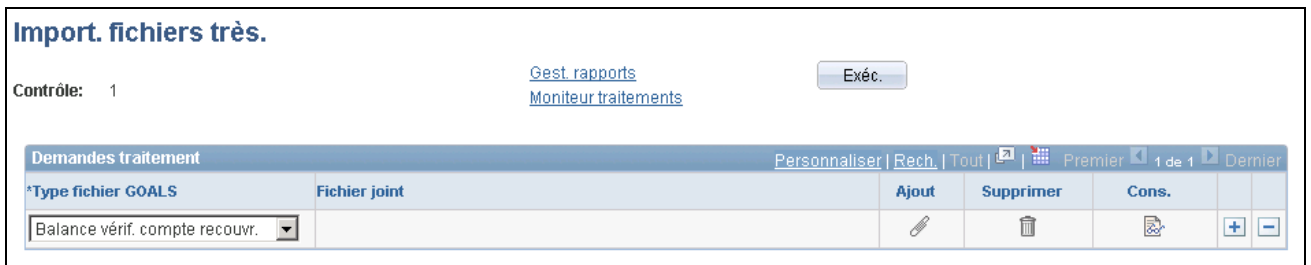 Import. fichiers très.
Gest. rapports
Exéc.
Contrôle: 1
Moniteur traitements
Demandes traitement
Personnaliser | Rech. | Tout | | Premier 1 de 1 Dernier
*Type fichier GOALS Fichier joint Ajout Supprimer Cons.
Balance vérif. compte recouvr.